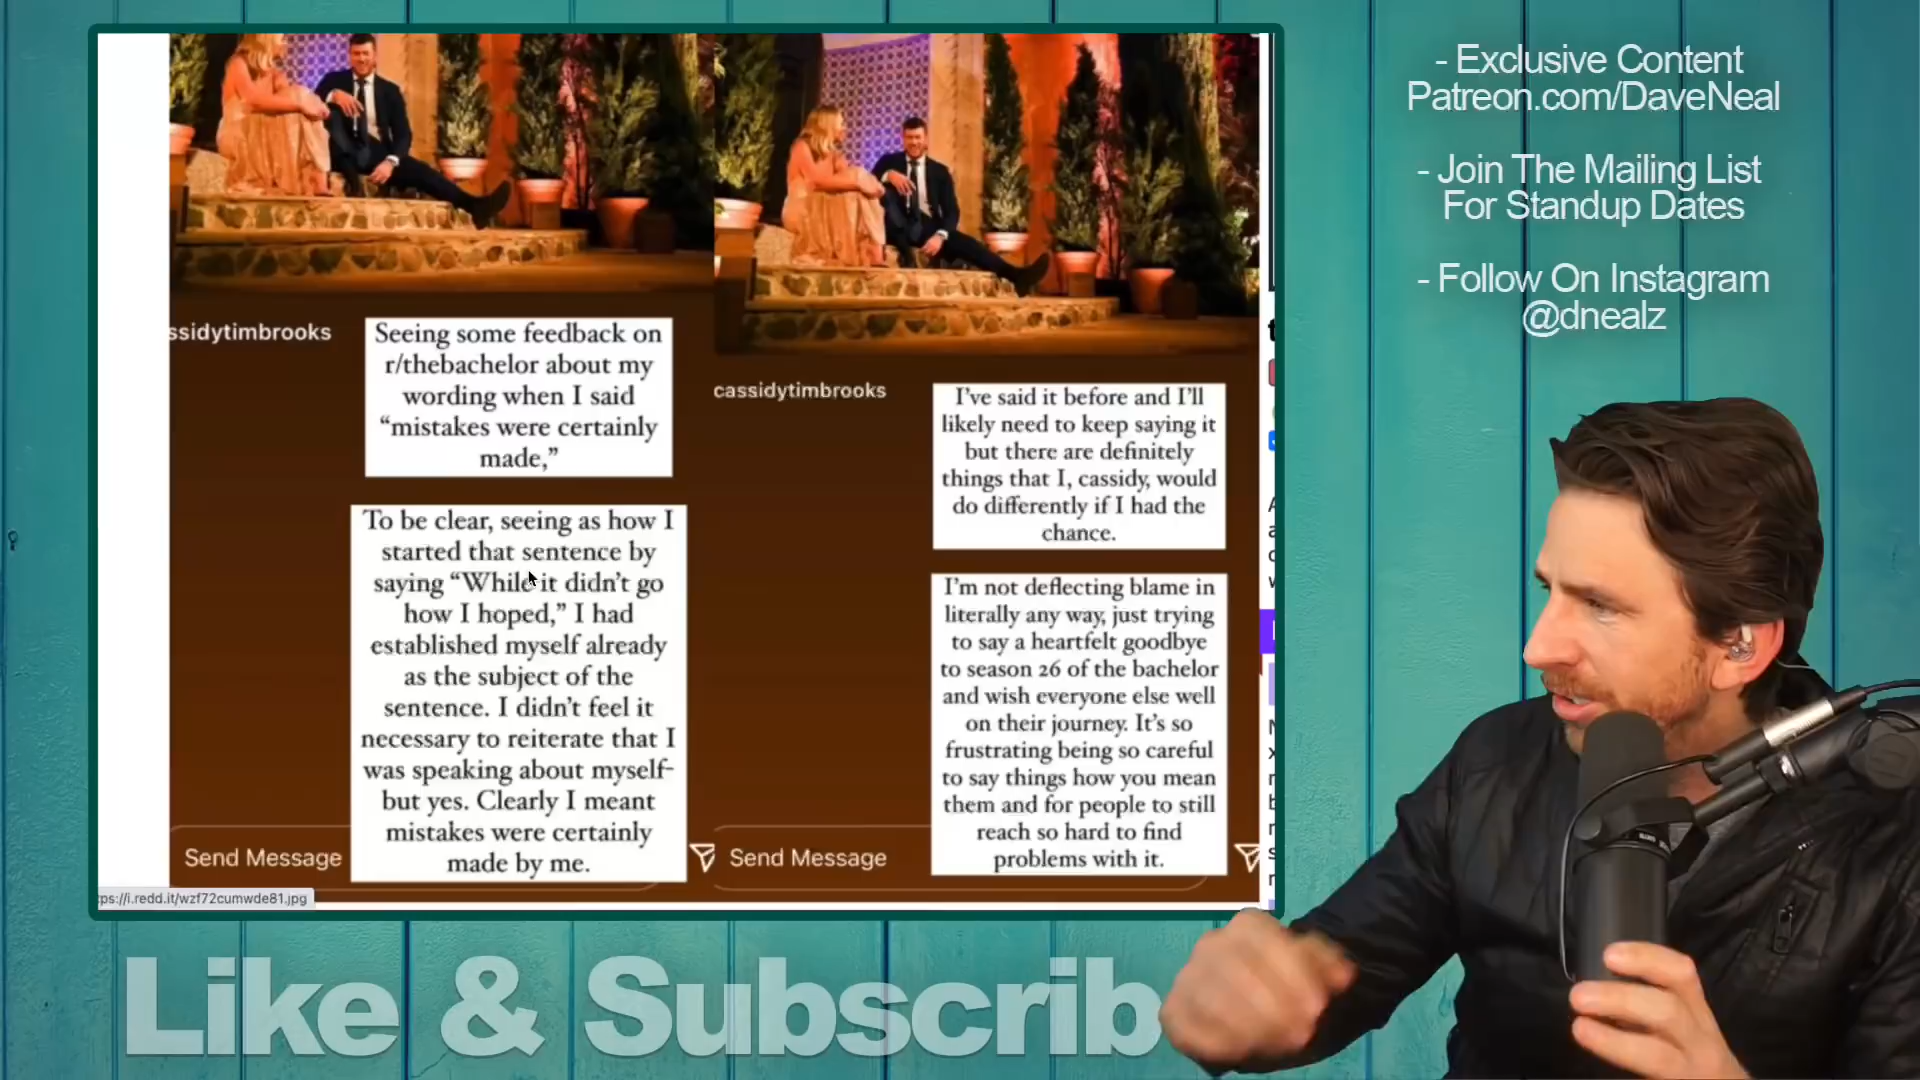 ssidytimbrooks
Seeing some feedback on
r/thebachelor about my
wording when I said
“mistakes were certainly
made,”
To be clear, seeing as how I
started that sentence by
saying “While it didn’t go
how I hoped,” I had
established myself already
as the subject of the
sentence. I didn’t feel it
necessary to reiterate that I
was speaking about myself-
but yes. Clearly I meant
mistakes were certainly
made by me.
Send Message
cassidytimbrooks
I’ve said it before and I’ll
likely need to keep saying it
but there are definitely
things that I, cassidy, would
do differently if I had the
chance.
I’m not deflecting blame in
literally any way, just trying
to say a heartfelt goodbye
to season 26 of the bachelor
and wish everyone else well
on their journey. It’s so
frustrating being so careful
to say things how you mean
them and for people to still
reach so hard to find
problems with it.
Send Message
tps://i.redd.it/wzf72cumwde81.jpg
- Exclusive Content
Patreon.com/DaveNeal
- Join The Mailing List
For Standup Dates
- Follow On Instagram
@dnealz
Like & Subscrib